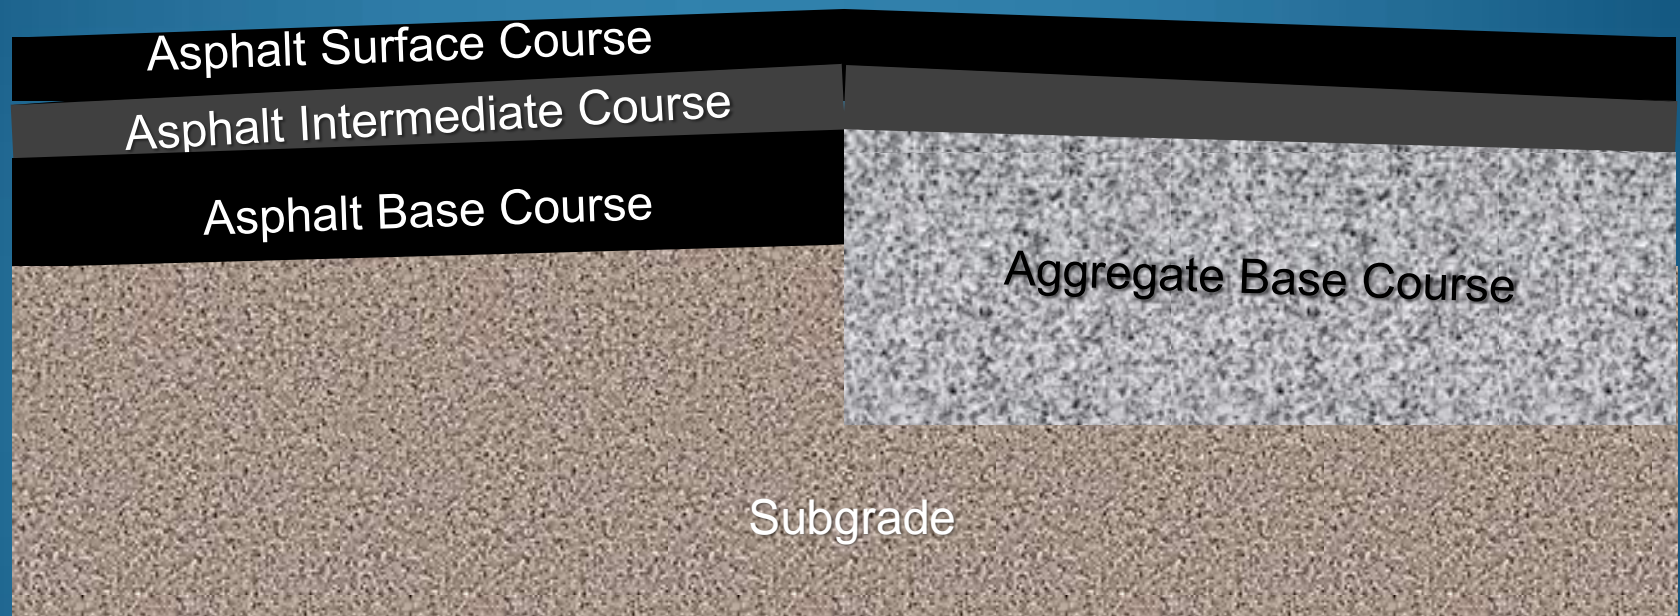 Asphalt Surface Course
Asphalt Intermediate Course
Asphalt Base Course
Aggregate Base Course
Subgrade